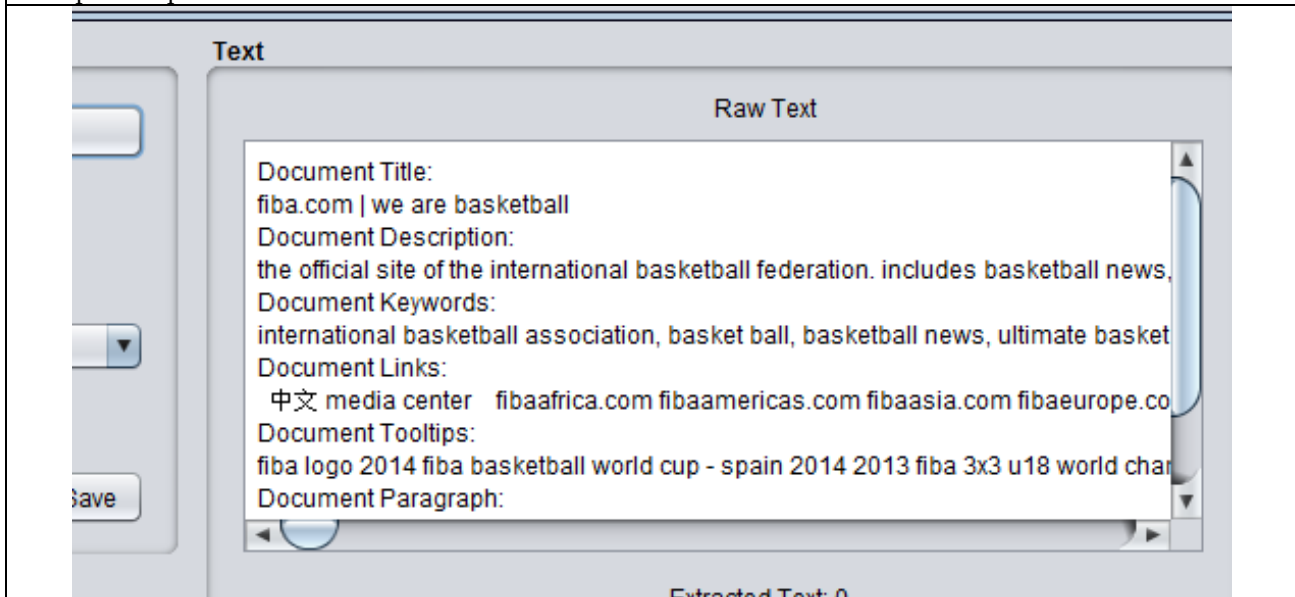 Text
Raw Text
Document Title:
fiba.com | we are basketball
Document Description:
the official site of the international basketball federation. includes basketball news,
Document Keywords:
international basketball association, basket ball, basketball news, ultimate basket
Document Links:
中文 media center fibaafrica.com fibaamericas.com fibaasia.com fibaeurope.co
Document Tooltips:
fiba logo 2014 fiba basketball world cup - spain 2014 2013 fiba 3x3 u18 world char
Document Paragraph:
Save
Extracted Text: 0